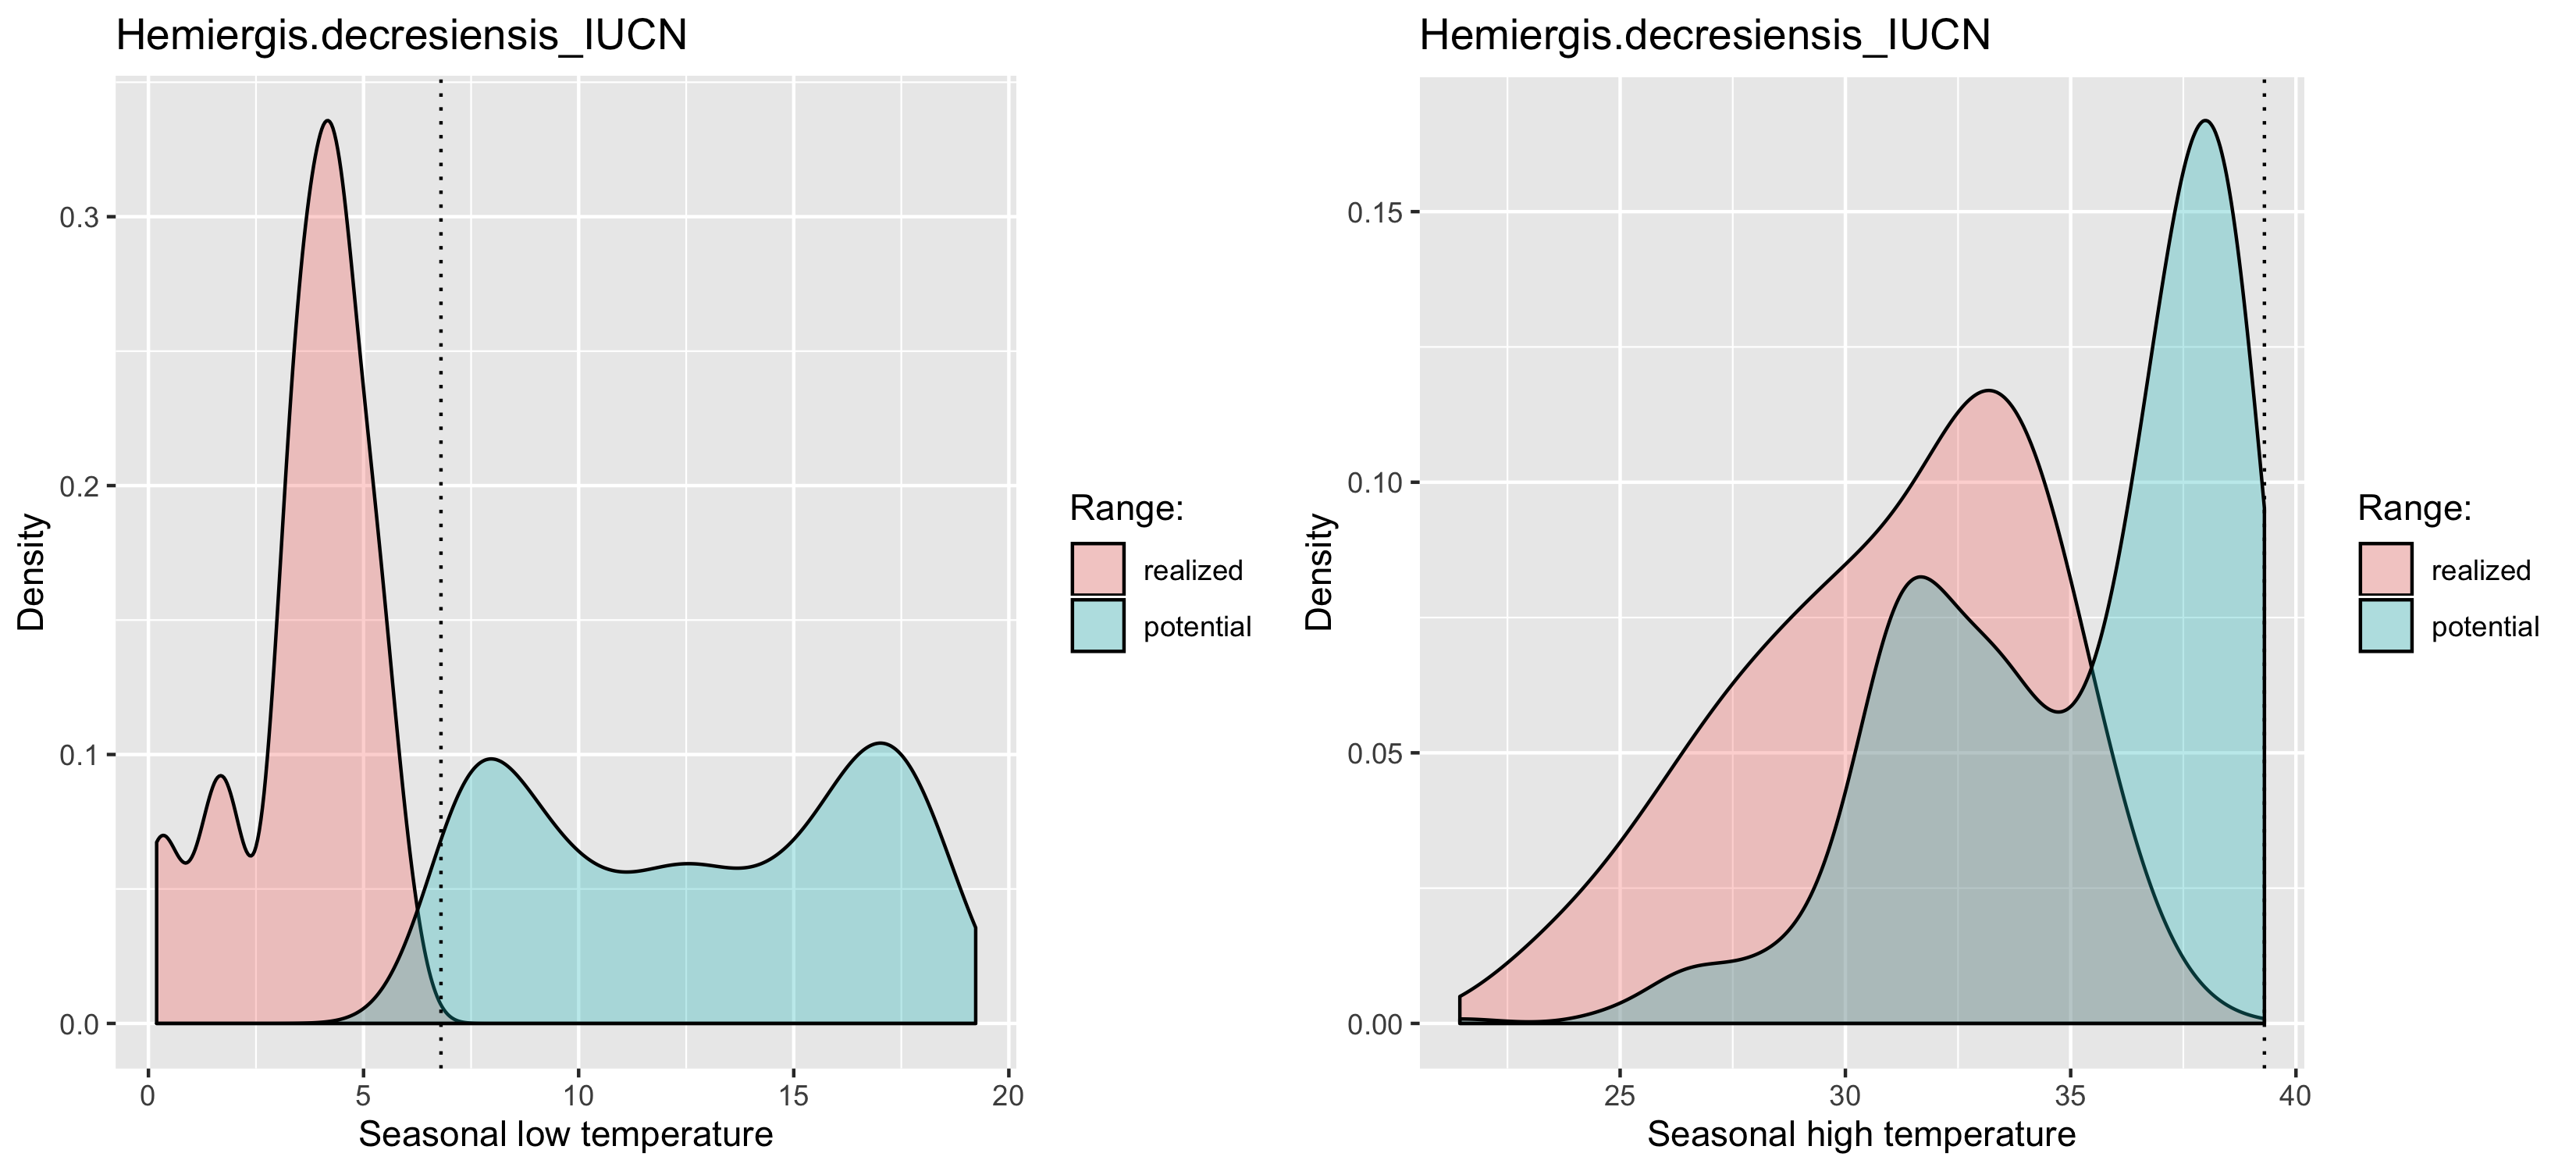 Hemiergis.decresiensis_IUCN
0.3
0.2
0.1
0.0
Density
0 5 10 15 20
Seasonal low temperature
Range:
realized
potential
Hemiergis.decresiensis_IUCN
0.15
0.10
0.05
0.00
Density
25 30 35 40
Seasonal high temperature
Range:
realized
potential